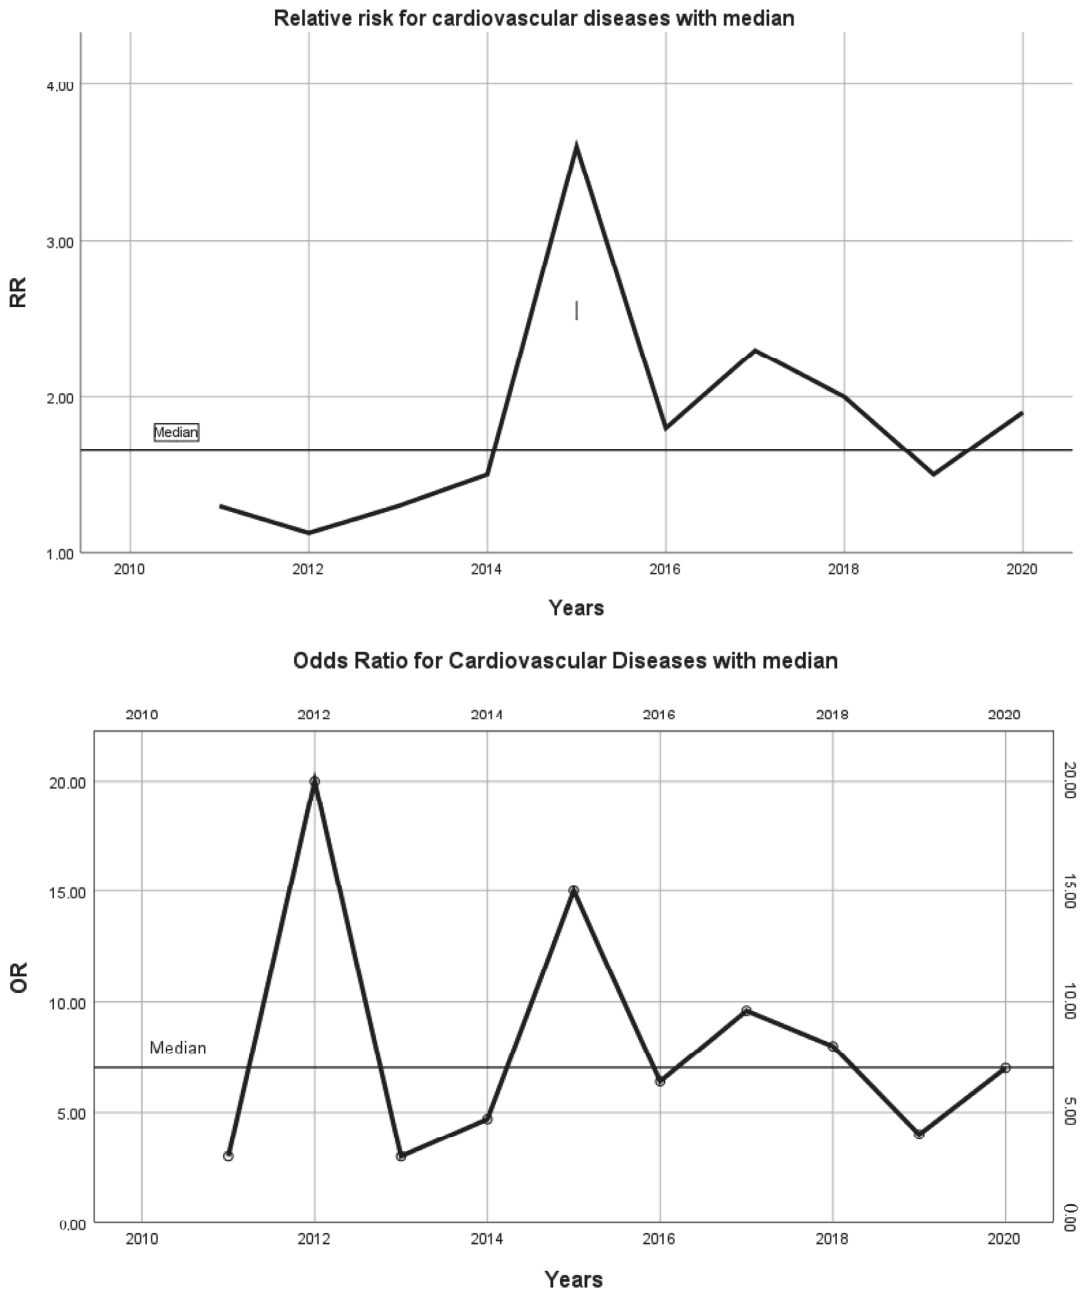 Relative risk for cardiovascular diseases with median
4.00
3.00
RR
2.00
Median
1.00
2010 2012 2014 2016 2018 2020
Years
Odds Ratio for Cardiovascular Diseases with median
2010 2012 2014 2016 2018 2020
20.00 20.00
15.00 15.00
OR
10.00 10.00
Median
5.00 5.00
0.00 0.00
2010 2012 2014 2016 2018 2020
Years